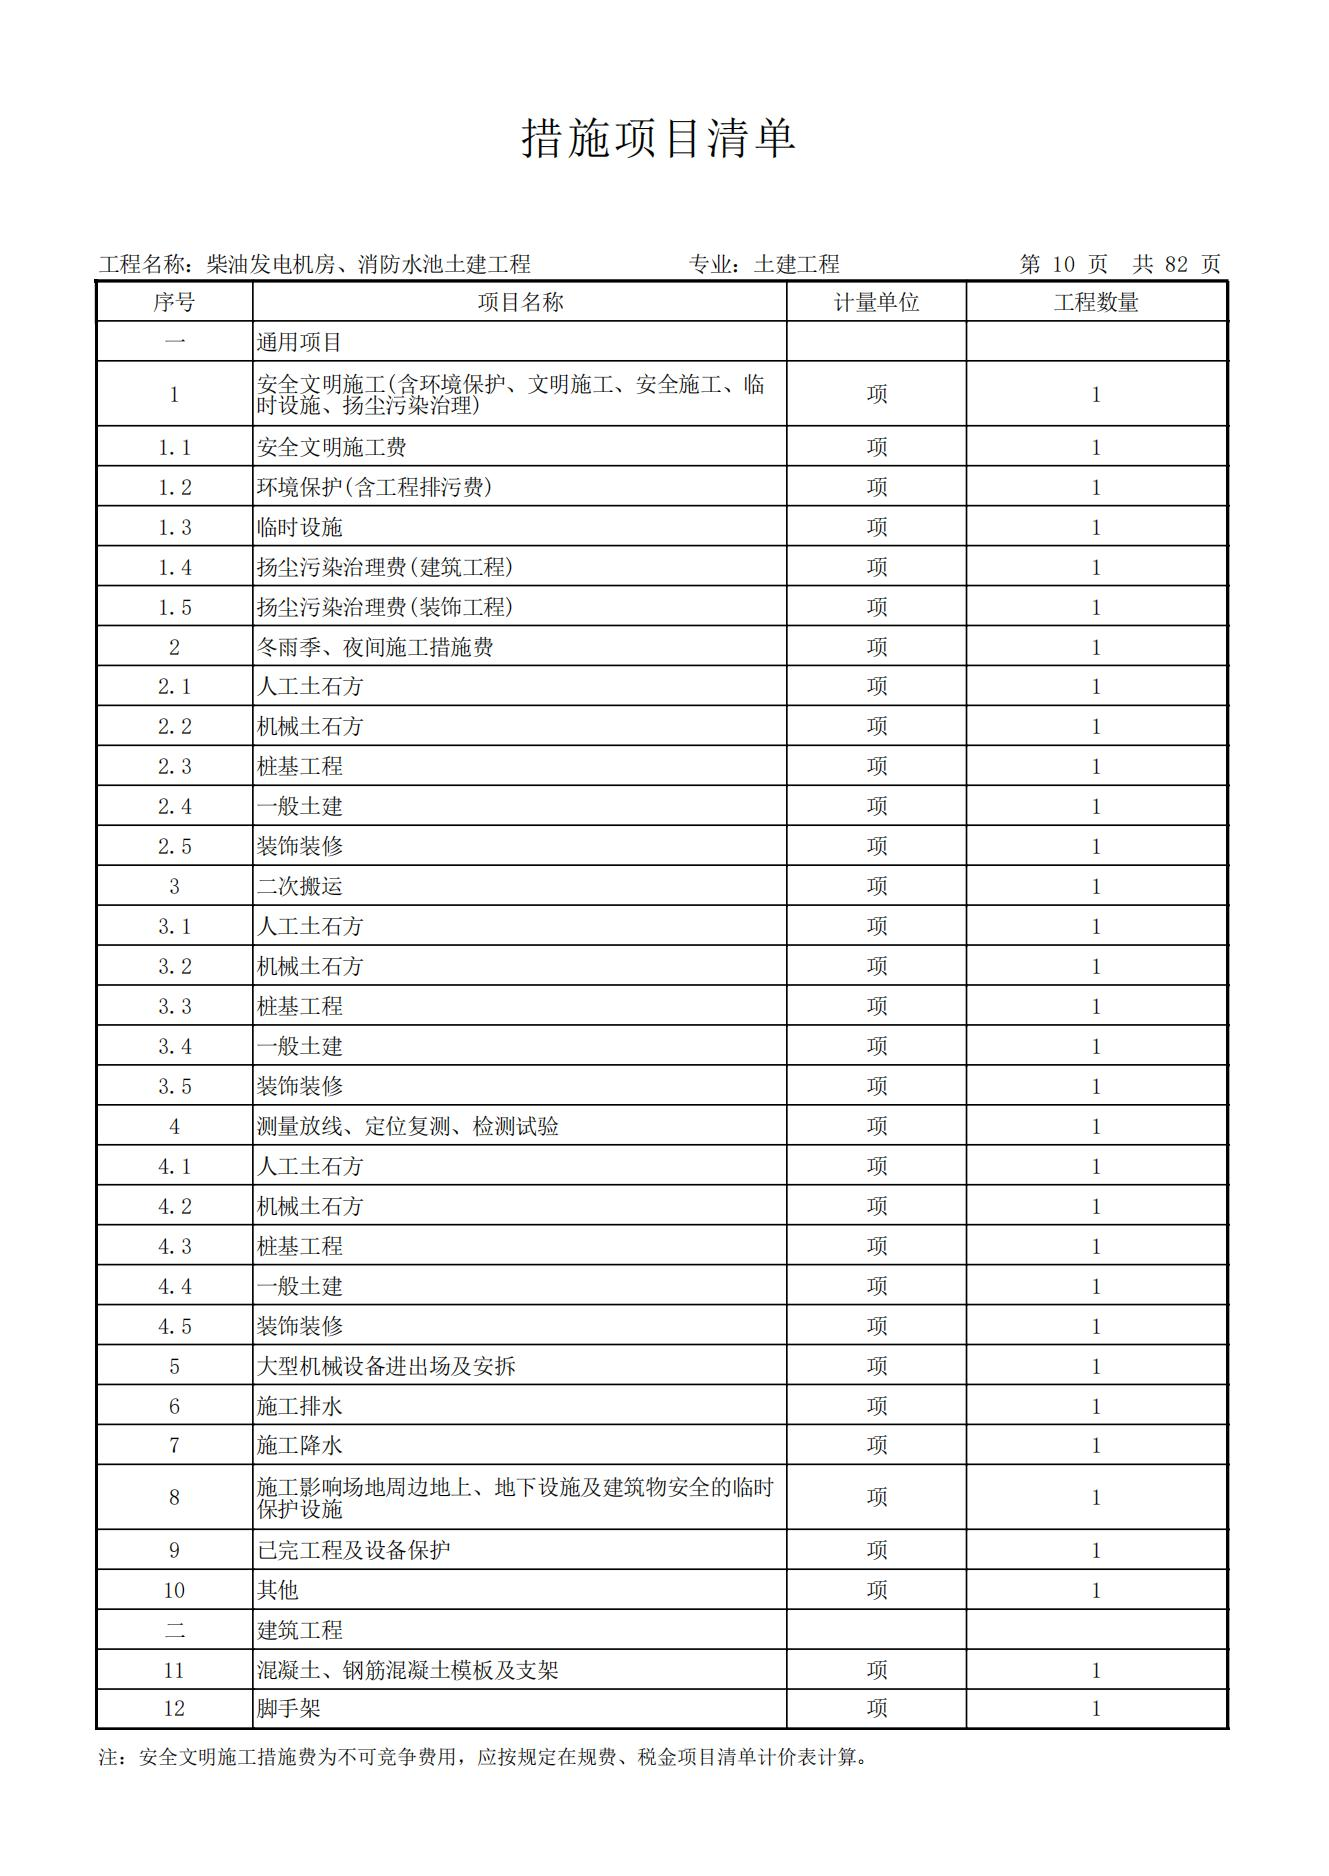 措施项目清单
工程名称：柴油发电机房、消防水池土建工程 专业：土建工程 第 10 页 共 82 页
序号 项目名称 计量单位 工程数量
一 通用项目
1 安全文明施工(含环境保护、文明施工、安全施工、临
时设施、扬尘污染治理) 项 1
1.1 安全文明施工费 项 1
1.2 环境保护(含工程排污费) 项 1
1.3 临时设施 项 1
1.4 扬尘污染治理费(建筑工程) 项 1
1.5 扬尘污染治理费(装饰工程) 项 1
2 冬雨季、夜间施工措施费 项 1
2.1 人工土石方 项 1
2.2 机械土石方 项 1
2.3 桩基工程 项 1
2.4 一般土建 项 1
2.5 装饰装修 项 1
3 二次搬运 项 1
3.1 人工土石方 项 1
3.2 机械土石方 项 1
3.3 桩基工程 项 1
3.4 一般土建 项 1
3.5 装饰装修 项 1
4 测量放线、定位复测、检测试验 项 1
4.1 人工土石方 项 1
4.2 机械土石方 项 1
4.3 桩基工程 项 1
4.4 一般土建 项 1
4.5 装饰装修 项 1
5 大型机械设备进出场及安拆 项 1
6 施工排水 项 1
7 施工降水 项 1
8 施工影响场地周边地上、地下设施及建筑物安全的临时
保护设施 项 1
9 已完工程及设备保护 项 1
10 其他 项 1
二 建筑工程
11 混凝土、钢筋混凝土模板及支架 项 1
12 脚手架 项 1
注：安全文明施工措施费为不可竞争费用，应按规定在规费、税金项目清单计价表计算。